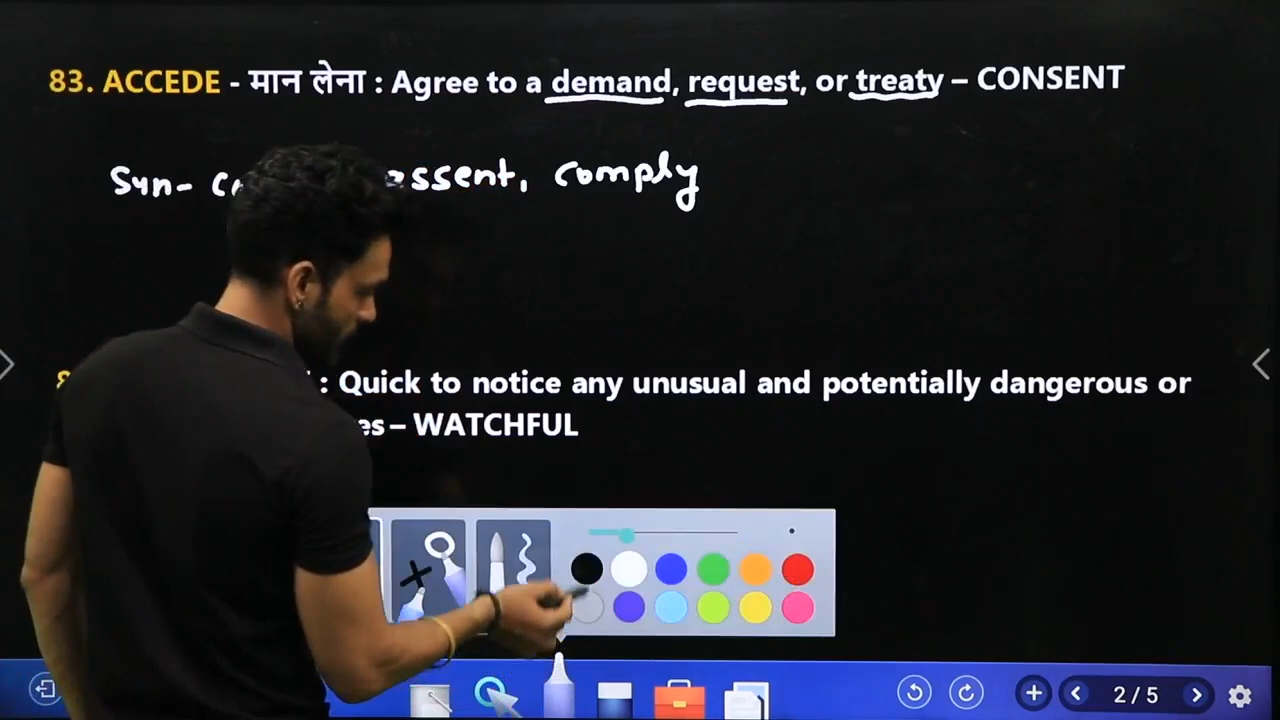 83. ACCEDE - मान लेना : Agree to a demand, request, or treaty – CONSENT
Syn- assent, comply
: Quick to notice any unusual and potentially dangerous or
es – WATCHFUL
2 / 5